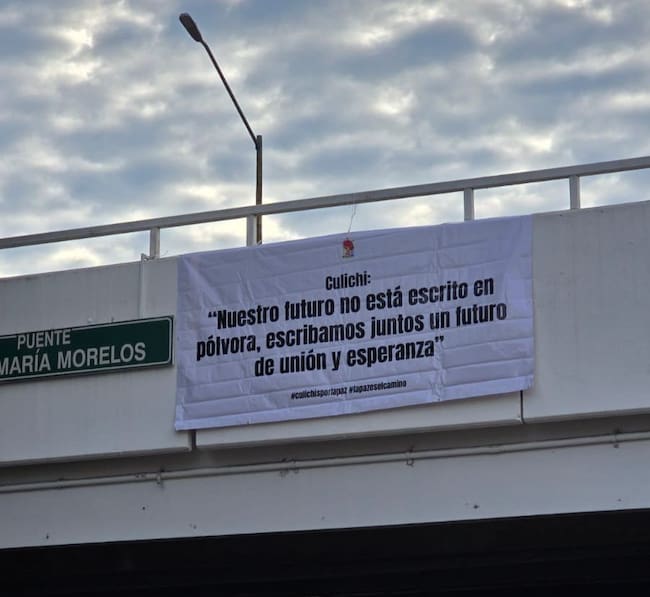 PUENTE
MARÍA MORELOS
Culichi:
“Nuestro futuro no está escrito en
pólvora, escribamos juntos un futuro
de unión y esperanza”
#culichisporlapaz #lapazeselcamino